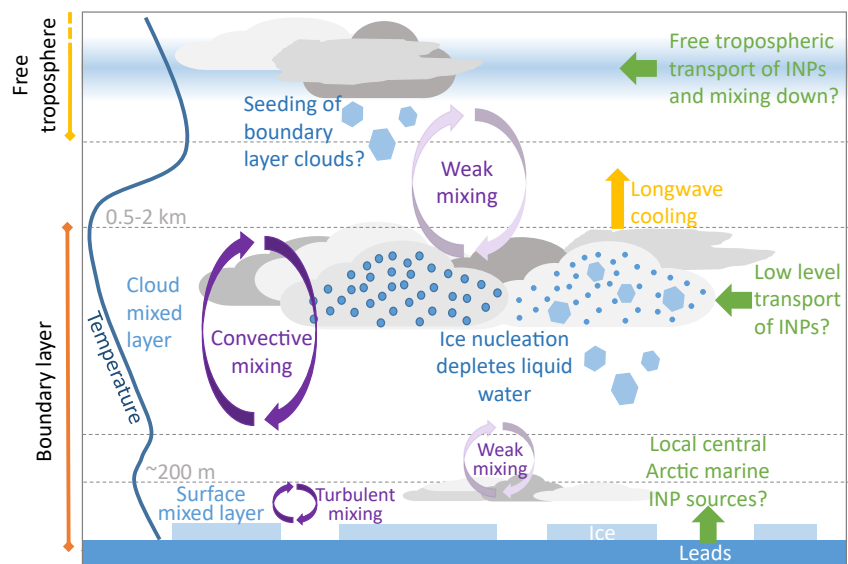 Free
troposphere
Free tropospheric
transport of INPs
and mixing down?
Seeding of
boundary
layer clouds?
Weak
mixing
Longwave
cooling
0.5-2 km
Boundary layer
Temperature
Cloud
mixed
layer
Convective
mixing
Low level
transport
of INPs?
Ice nucleation
depletes liquid
water
~200 m
Weak
mixing
Local central
Arctic marine
INP sources?
Surface
mixed layer
Turbulent
mixing
Ice
Leads